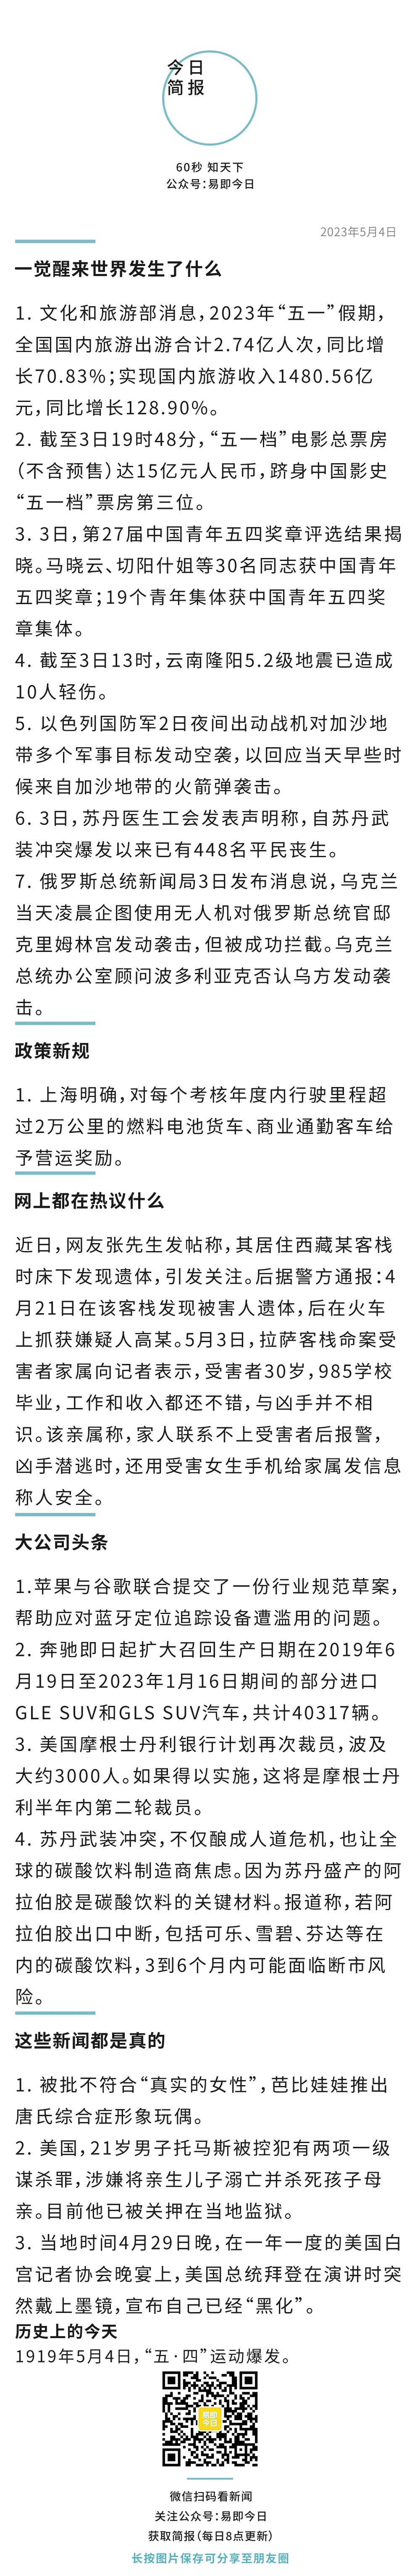 今日
简报
60秒 知天下
公众号：易即今日
2023年5月4日
一觉醒来世界发生了什么
1. 文化和旅游部消息，2023年“五一”假期，
全国国内旅游出游合计2.74亿人次，同比增
长70.83%；实现国内旅游收入1480.56亿
元，同比增长128.90%。
2. 截至3日19时48分，“五一档”电影总票房
（不含预售）达15亿元人民币，跻身中国影史
“五一档”票房第三位。
3. 3日，第27届中国青年五四奖章评选结果揭
晓。马晓云、切阳什姐等30名同志获中国青年
五四奖章；19个青年集体获中国青年五四奖
章集体。
4. 截至3日13时，云南隆阳5.2级地震已造成
10人轻伤。
5. 以色列国防军2日夜间出动战机对加沙地
带多个军事目标发动空袭，以回应当天早些时
候来自加沙地带的火箭弹袭击。
6. 3日，苏丹医生工会发表声明称，自苏丹武
装冲突爆发以来已有448名平民丧生。
7. 俄罗斯总统新闻局3日发布消息说，乌克兰
当天凌晨企图使用无人机对俄罗斯总统官邸
克里姆林宫发动袭击，但被成功拦截。乌克兰
总统办公室顾问波多利亚克否认乌方发动袭
击。
政策新规
1. 上海明确，对每个考核年度内行驶里程超
过2万公里的燃料电池货车、商业通勤客车给
予营运奖励。
网上都在热议什么
近日，网友张先生发帖称，其居住西藏某客栈
时床下发现遗体，引发关注。后据警方通报：4
月21日在该客栈发现被害人遗体，后在火车
上抓获嫌疑人高某。5月3日，拉萨客栈命案受
害者家属向记者表示，受害者30岁，985学校
毕业，工作和收入都还不错，与凶手并不相
识。该亲属称，家人联系不上受害者后报警，
凶手潜逃时，还用受害女生手机给家属发信息
称人安全。
大公司头条
1.苹果与谷歌联合提交了一份行业规范草案，
帮助应对蓝牙定位追踪设备遭滥用的问题。
2. 奔驰即日起扩大召回生产日期在2019年6
月19日至2023年1月16日期间的部分进口
GLE SUV和GLS SUV汽车，共计40317辆。
3. 美国摩根士丹利银行计划再次裁员，波及
大约3000人。如果得以实施，这将是摩根士丹
利半年内第二轮裁员。
4. 苏丹武装冲突，不仅酿成人道危机，也让全
球的碳酸饮料制造商焦虑。因为苏丹盛产的阿
拉伯胶是碳酸饮料的关键材料。报道称，若阿
拉伯胶出口中断，包括可乐、雪碧、芬达等在
内的碳酸饮料，3到6个月内可能面临断市风
险。
这些新闻都是真的
1. 被批不符合“真实的女性”，芭比娃娃推出
唐氏综合症形象玩偶。
2. 美国，21岁男子托马斯被控犯有两项一级
谋杀罪，涉嫌将亲生儿子溺亡并杀死孩子母
亲。目前他已被关押在当地监狱。
3. 当地时间4月29日晚，在一年一度的美国白
宫记者协会晚宴上，美国总统拜登在演讲时突
然戴上墨镜，宣布自己已经“黑化”。
历史上的今天
1919年5月4日，“五·四”运动爆发。
易即
今日
微信扫码看新闻
关注公众号：易即今日
获取简报（每日8点更新）
长按图片保存可分享至朋友圈